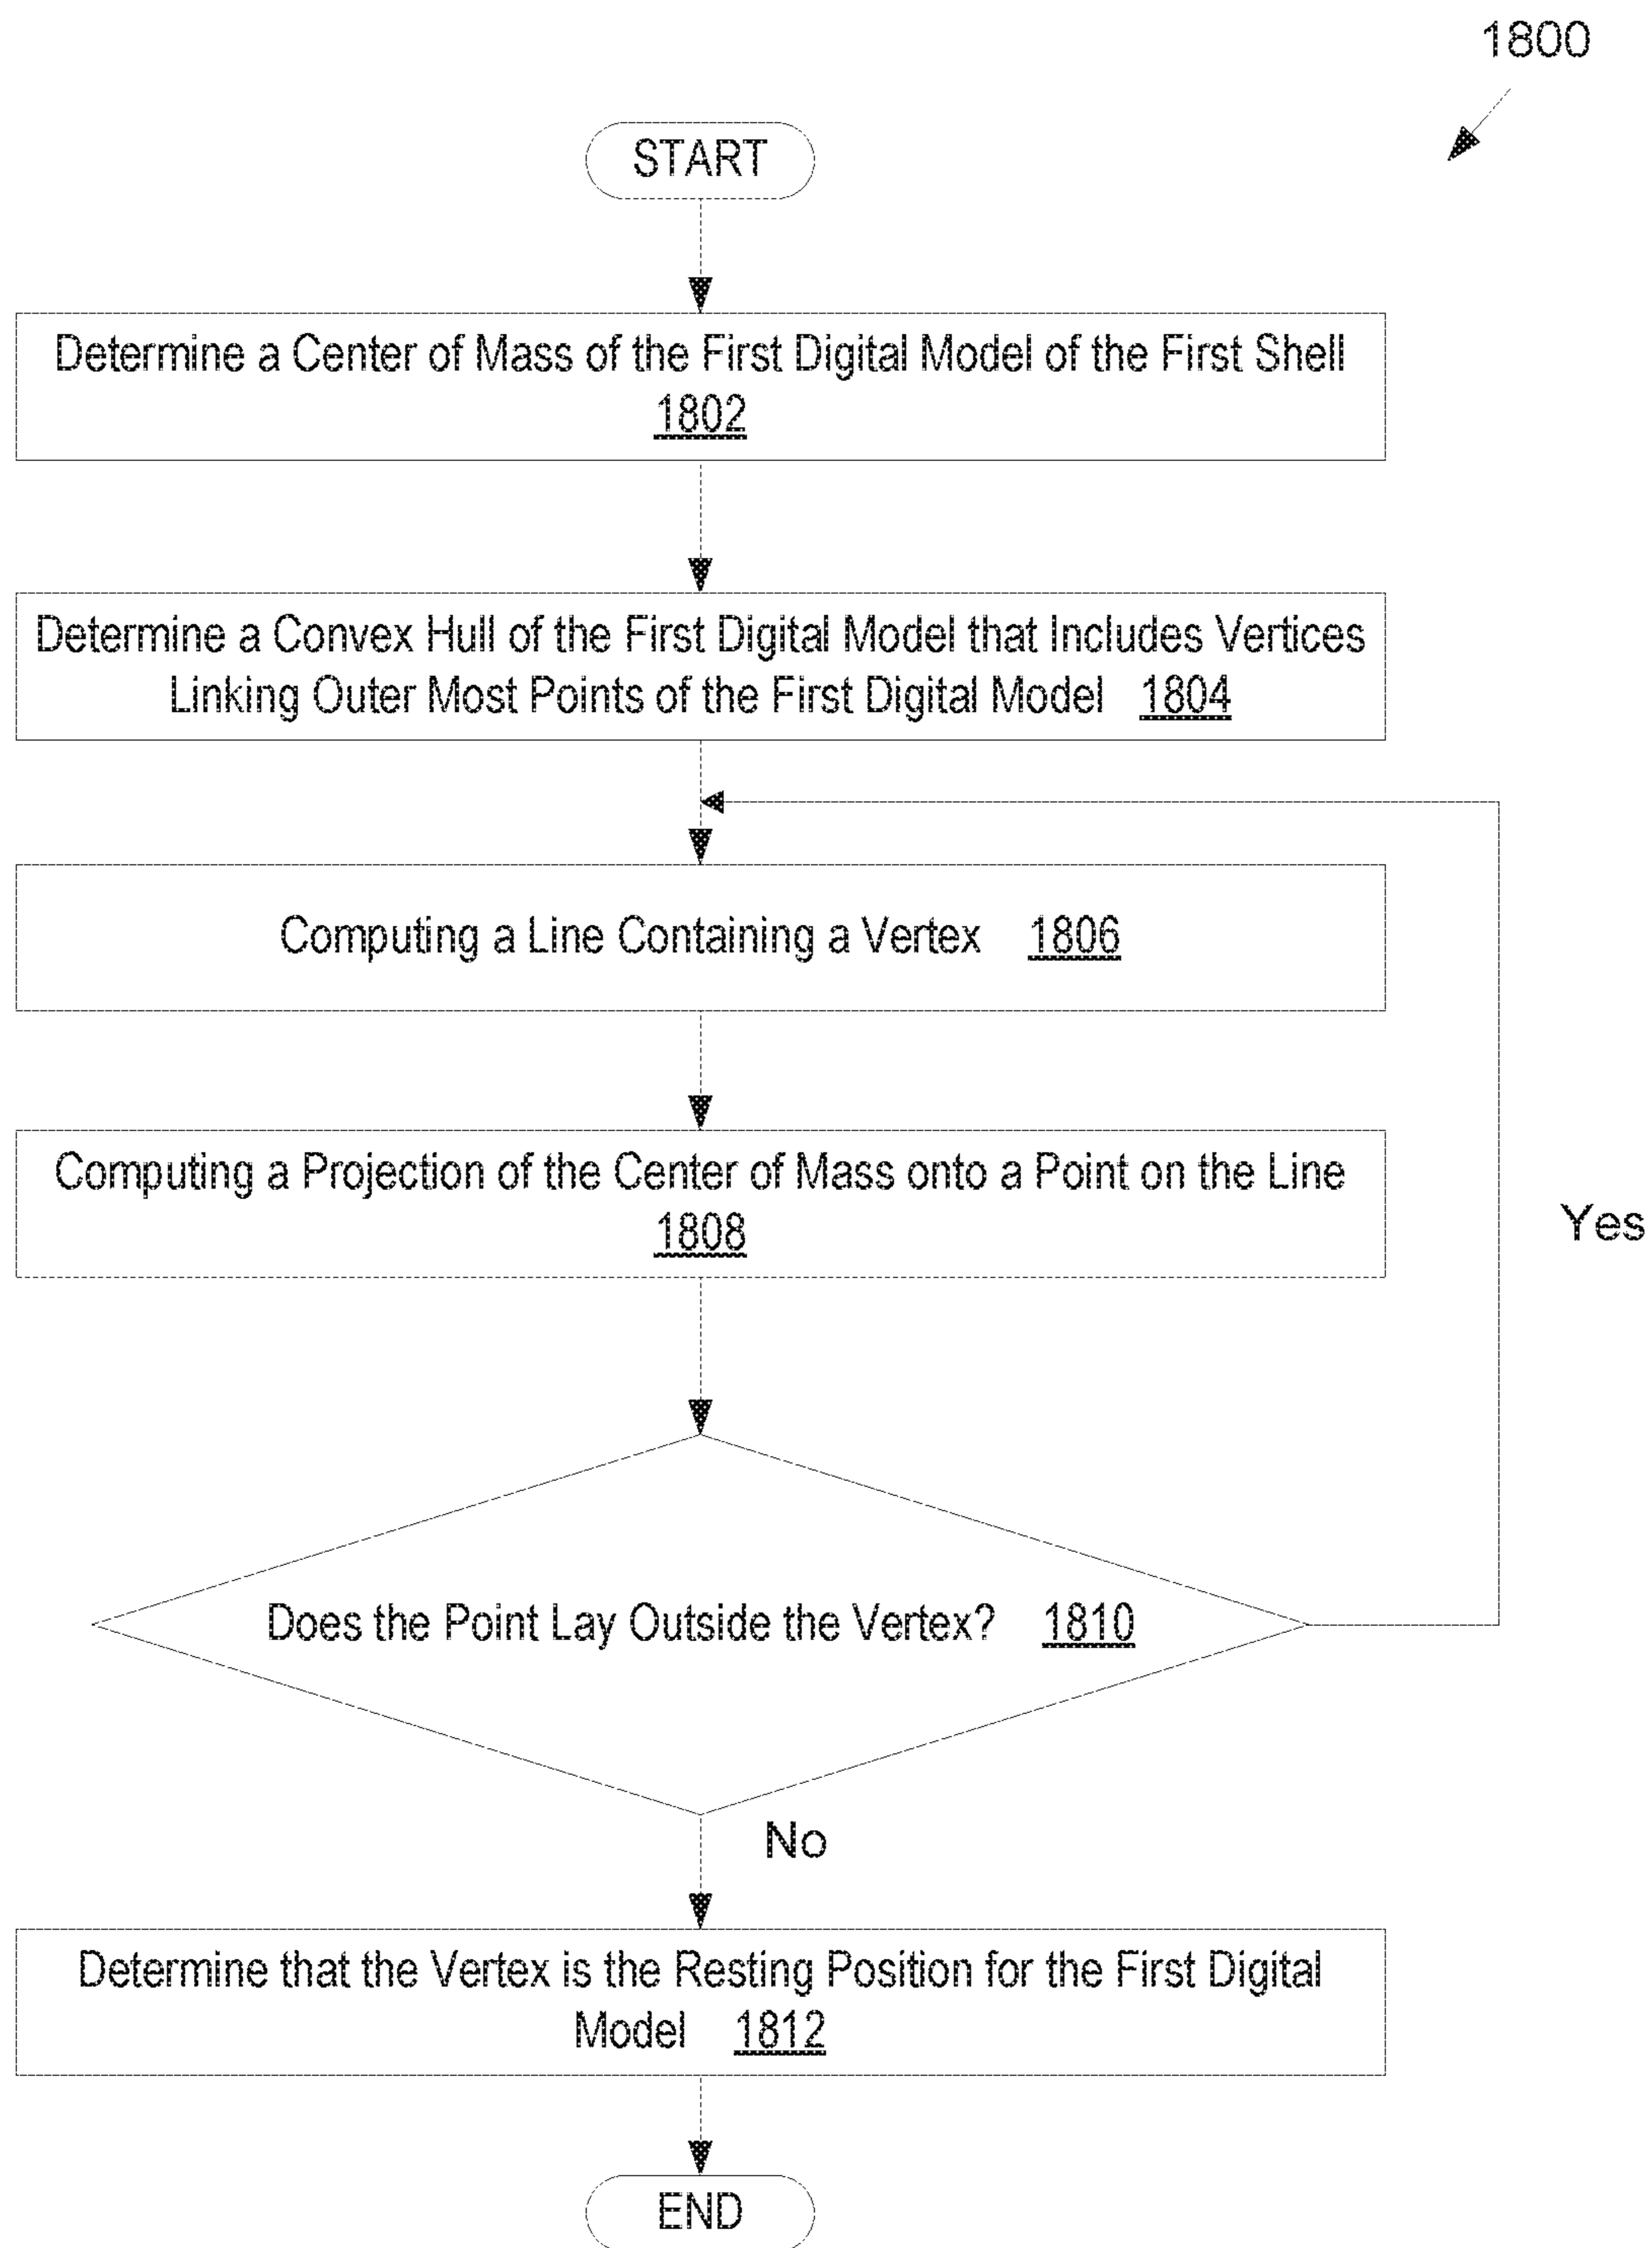 1800
START
Determine a Center of Mass of the First Digital Model of the First Shell
1802
Determine a Convex Hull of the First Digital Model that Includes Vertices
Linking Outer Most Points of the First Digital Model 1804
Computing a Line Containing a Vertex 1806
Computing a Projection of the Center of Mass onto a Point on the Line
1808
Yes
Does the Point Lay Outside the Vertex? 1810
No
Determine that the Vertex is the Resting Position for the First Digital
Model 1812
END